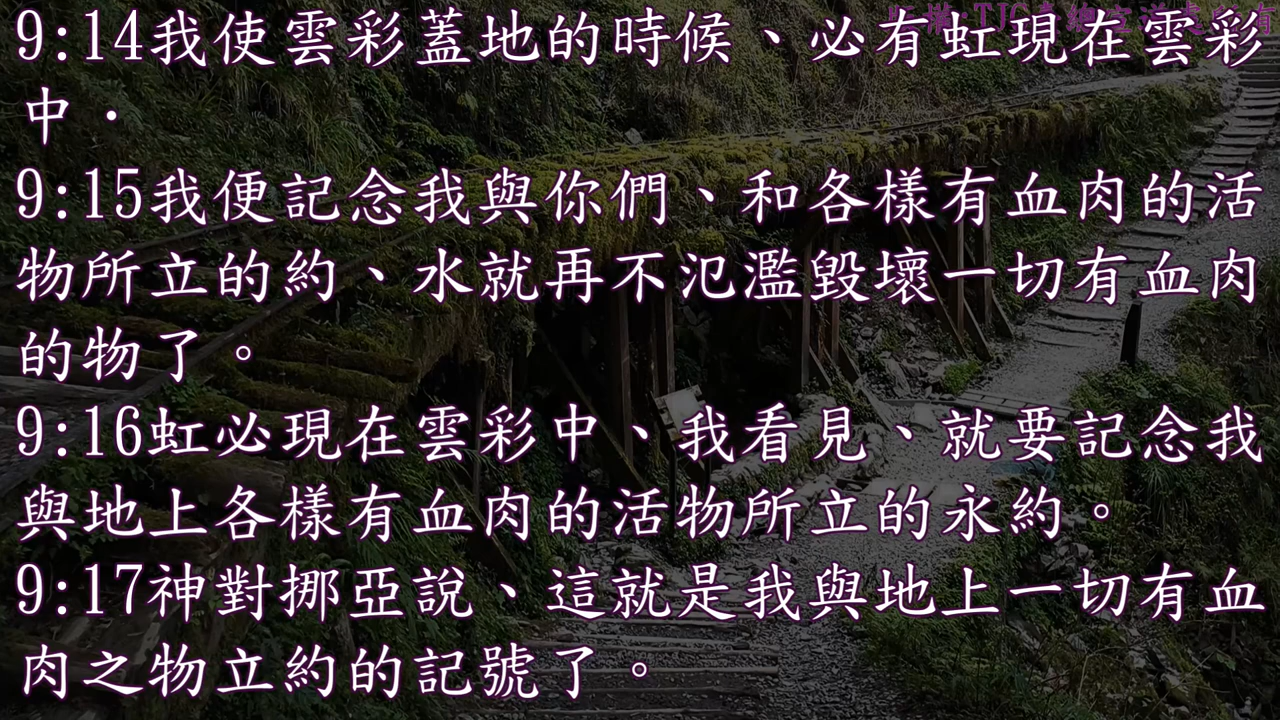 9:14我使雲彩蓋地的時候、必有虹現在雲彩
中．
9:15我便記念我與你們、和各樣有血肉的活
物所立的約、水就再不氾濫毀壞一切有血肉
的物了。
9:16虹必現在雲彩中、我看見、就要記念我
與地上各樣有血肉的活物所立的永約。
9:17神對挪亞說、這就是我與地上一切有血
肉之物立約的記號了。